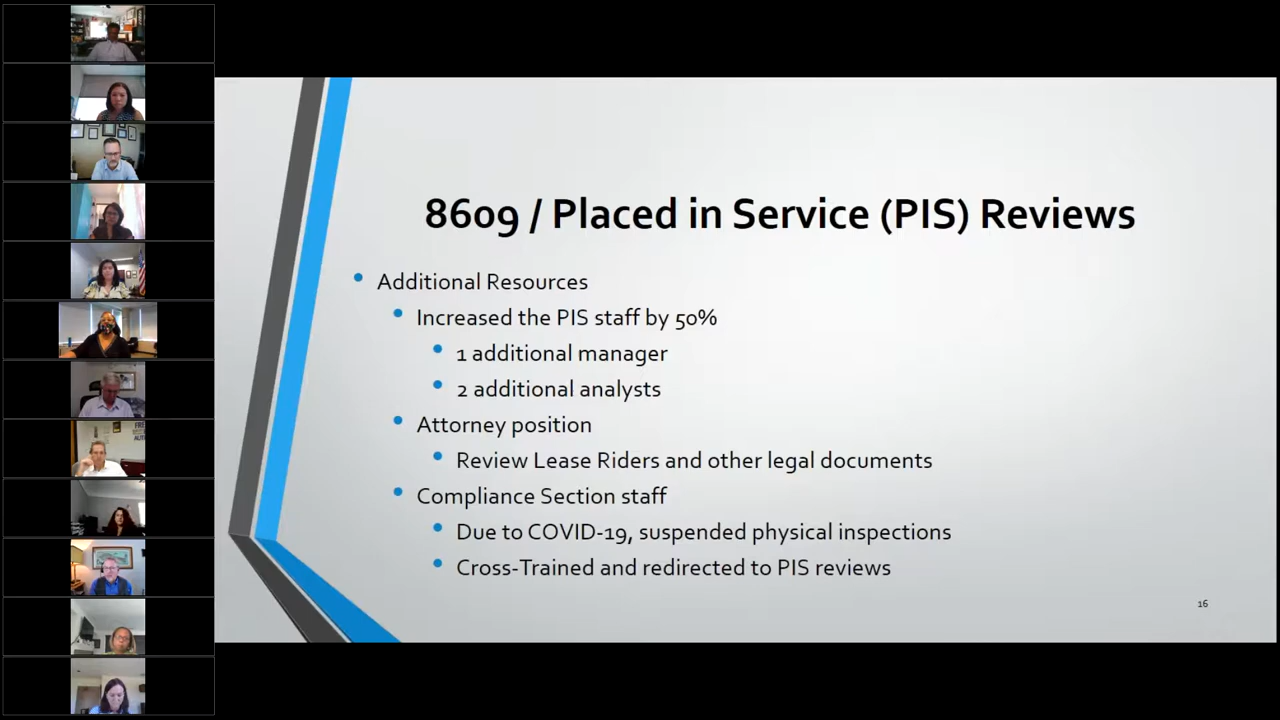 8609 / Placed in Service (PIS) Reviews
Additional Resources
Increased the PIS staff by 50%
1 additional manager
2 additional analysts
Attorney position
Review Lease Riders and other legal documents
Compliance Section staff
Due to COVID-19, suspended physical inspections
Cross-Trained and redirected to PIS reviews
16